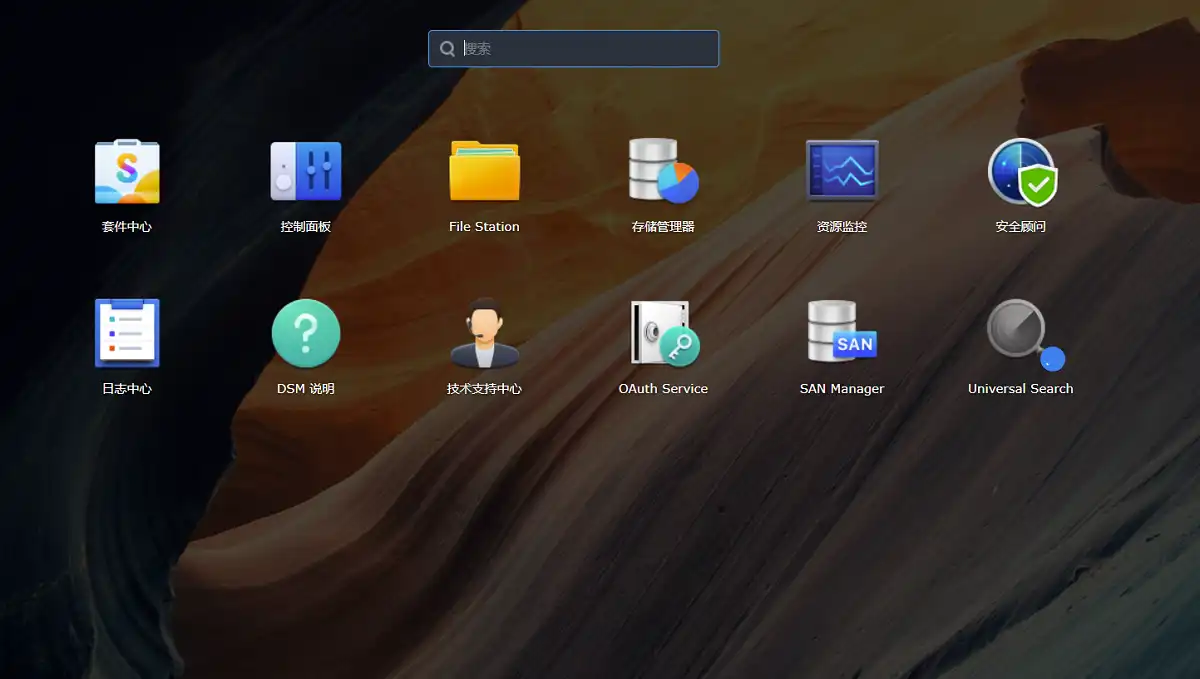 搜索
套件中心
控制面板
File Station
存储管理器
资源监控
安全顾问
日志中心
DSM 说明
技术支持中心
OAuth Service
SAN
SAN Manager
Universal Search